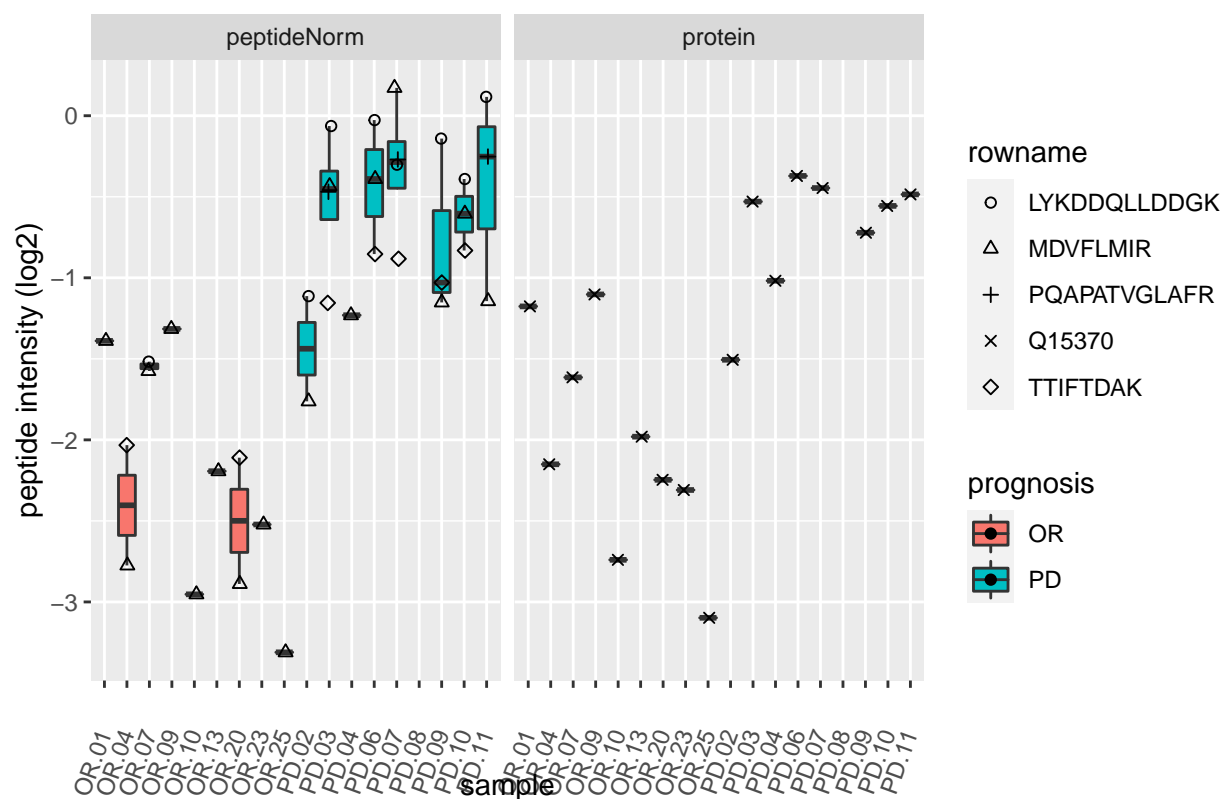 peptideNorm
protein
peptide intensity (log2)
0
−1
−2
−3
OR.01
OR.04
OR.07
OR.09
OR.10
OR.13
OR.20
OR.23
OR.25
PD.02
PD.03
PD.04
PD.06
PD.07
PD.08
PD.09
PD.10
PD.11
OR.01
OR.04
OR.07
OR.09
OR.10
OR.13
OR.20
OR.23
OR.25
PD.02
PD.03
PD.04
PD.06
PD.07
PD.08
PD.09
PD.10
PD.11
sample
rowname
LYKDDQLLDDGK
MDVFLMIR
PQAPATVGLAFR
Q15370
TTIFTDAK
prognosis
OR
PD